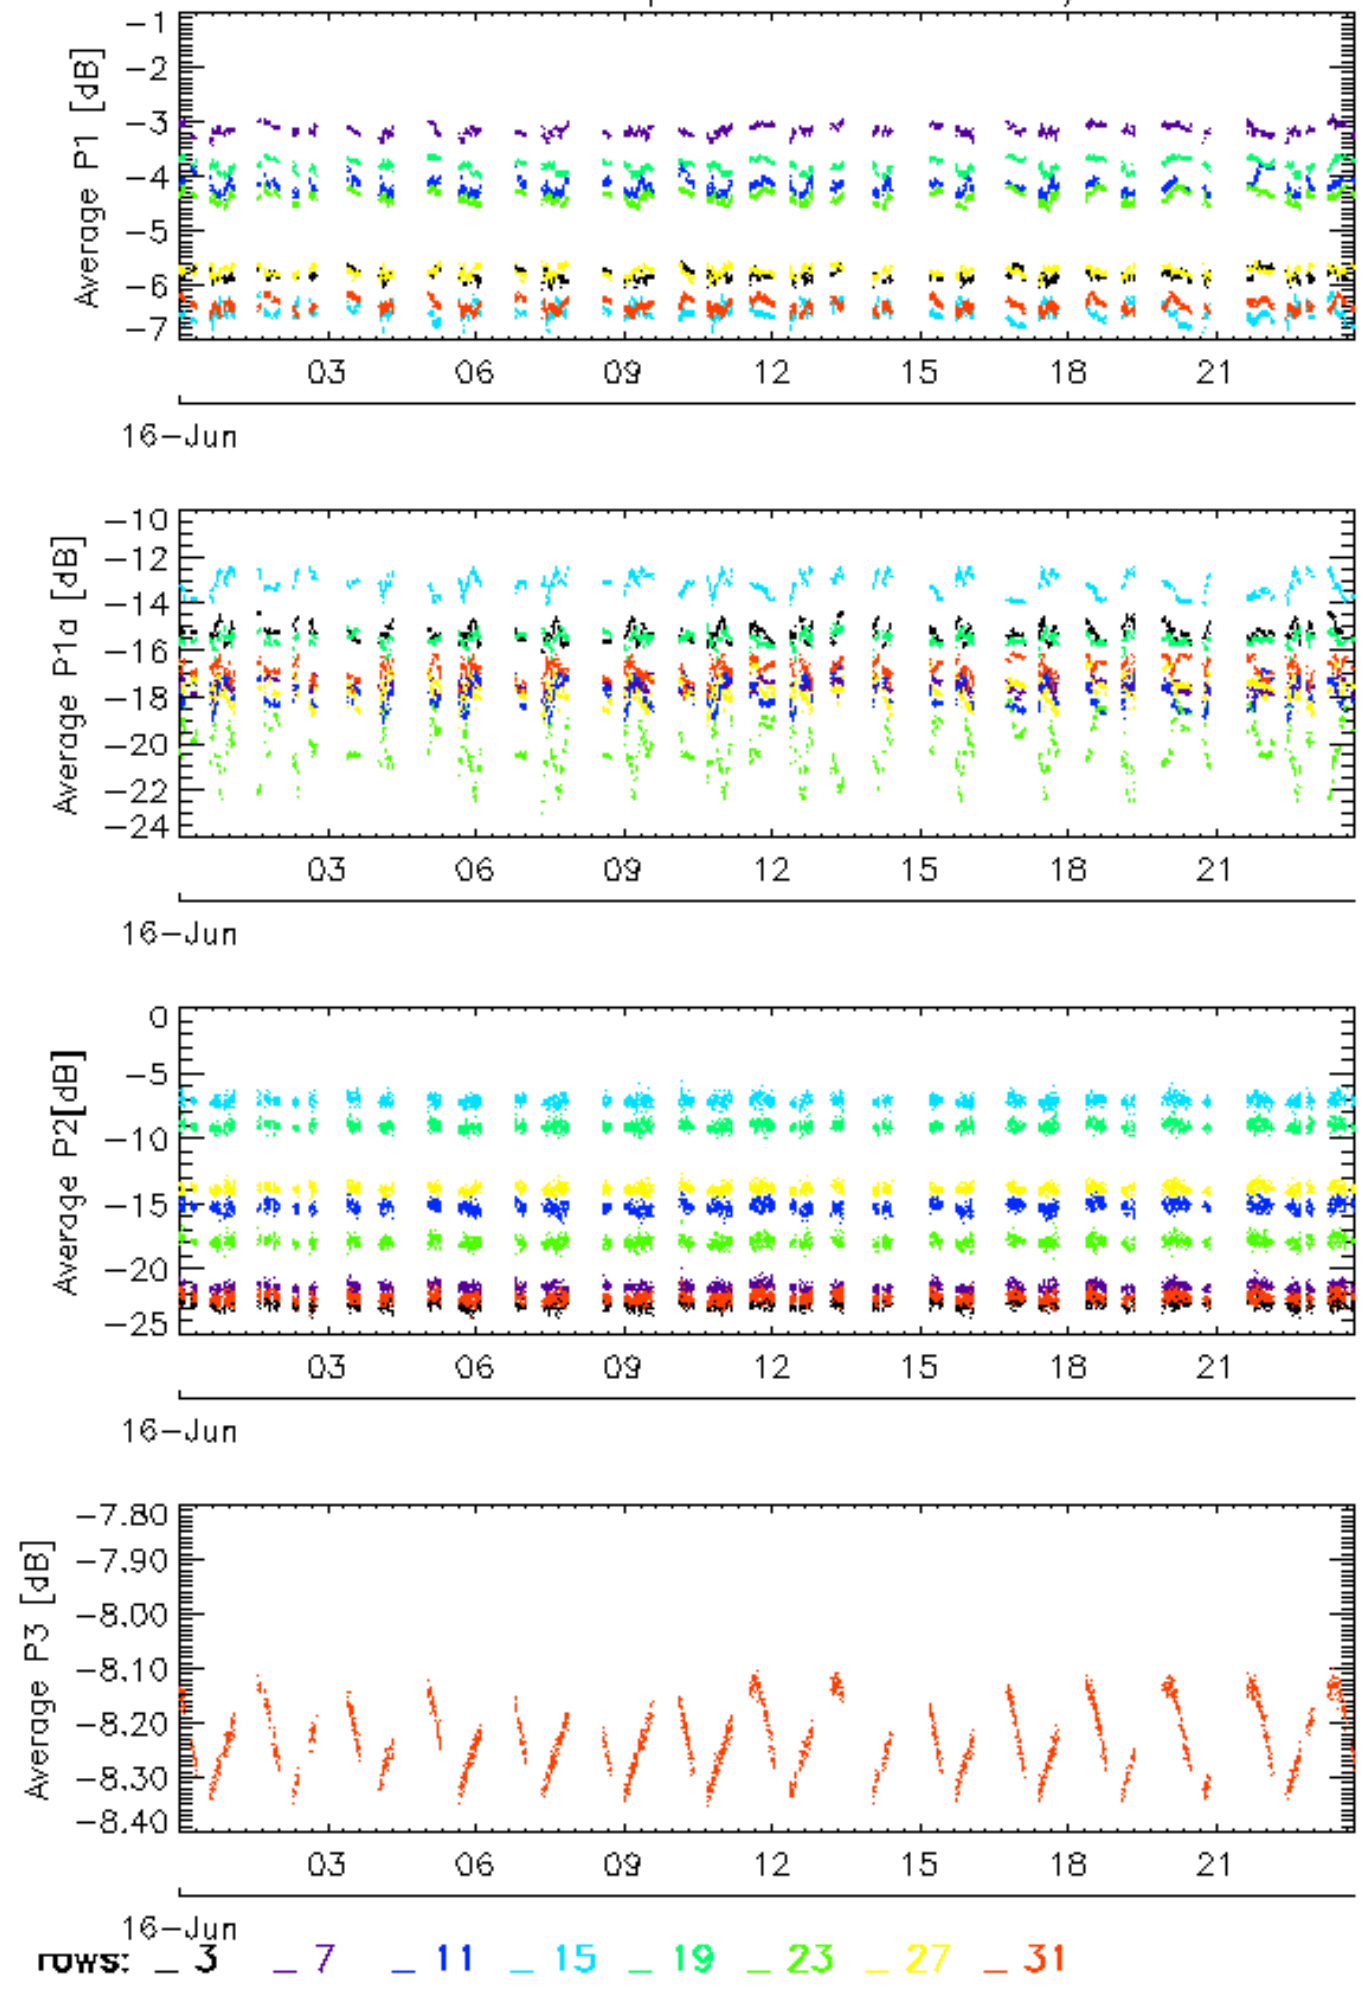 Average P1 [dB]
−1
−2
−3
−4
−5
−6
−7
03 06 09 12 15 18 21
16−Jun
Average P1a [dB]
−10
−12
−14
−16
−18
−20
−22
−24
03 06 09 12 15 18 21
16−Jun
Average P2[dB]
0
−5
−10
−15
−20
−25
03 06 09 12 15 18 21
16−Jun
Average P3 [dB]
−7.80
−7.90
−8.00
−8.10
−8.20
−8.30
−8.40
03 06 09 12 15 18 21
16−Jun
rows: _ 3 _ 7 _ 11 _ 15 _ 19 _ 23 _ 27 _ 31